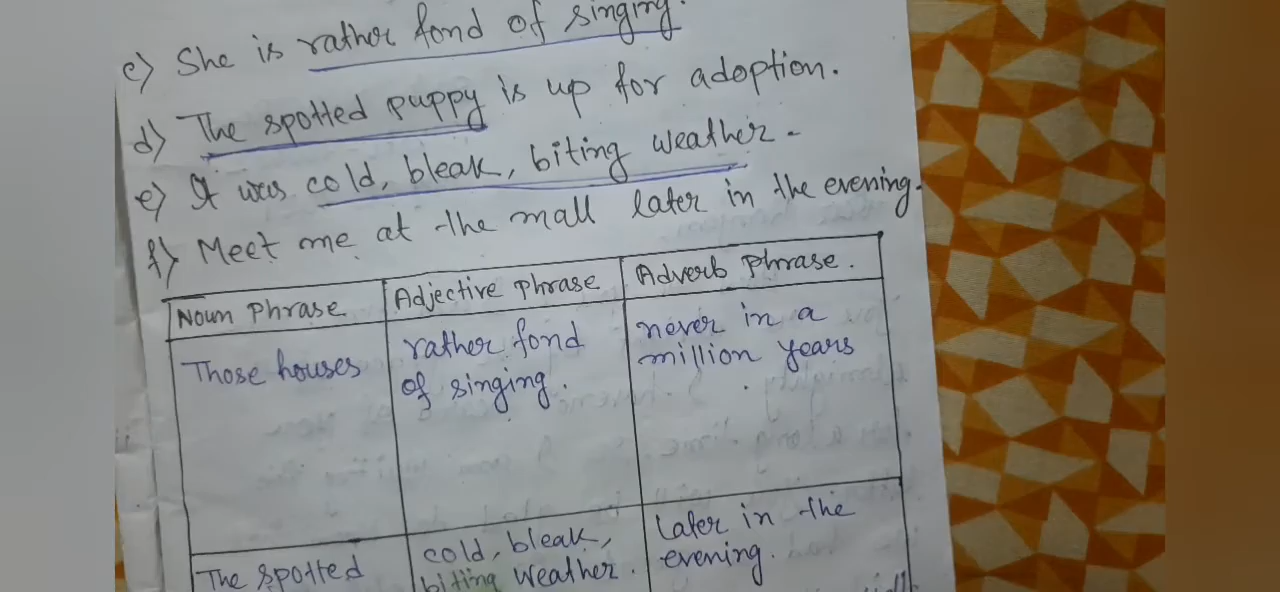 c) She is rather fond of singing.
d) The spotted puppy is up for adoption.
e) It was cold, bleak, biting weather.
f) Meet me at the mall later in the evening.
Noun Phrase Adjective Phrase Adverb Phrase.
Those houses
rather fond
of singing.
never in a
million years
The spotted
cold, bleak,
biting weather.
later in the
evening.